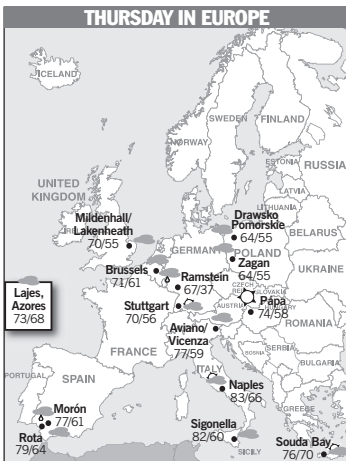 THURSDAY IN EUROPE
ICELAND
SWEDEN
FINLAND
NORWAY
ESTONIA
RUSSIA
LATVIA
LITHUANIA
UNITED
KINGDOM
Mildenhall/
Lakenheath
70/55
Drawsko
Pomorskie
64/55
BELARUS
GERMANY
POLAND
Zagan
64/55
Brussels
71/61
Ramstein
67/37
UKRAINE
CZECH
SLOVAKIA
Lajes,
Azores
73/68
Stuttgart
70/56
AUSTRIA
Pápa
74/58
HUNGARY
ROMANIA
Aviano/
Vicenza
77/59
FRANCE
BOSNIA
SERBIA
BULGARIA
ITALY
PORTUGAL
SPAIN
Naples
83/66
Morón
77/61
GREECE
Rota
79/64
Sigonella
82/60
SICILY
Souda Bay
76/70